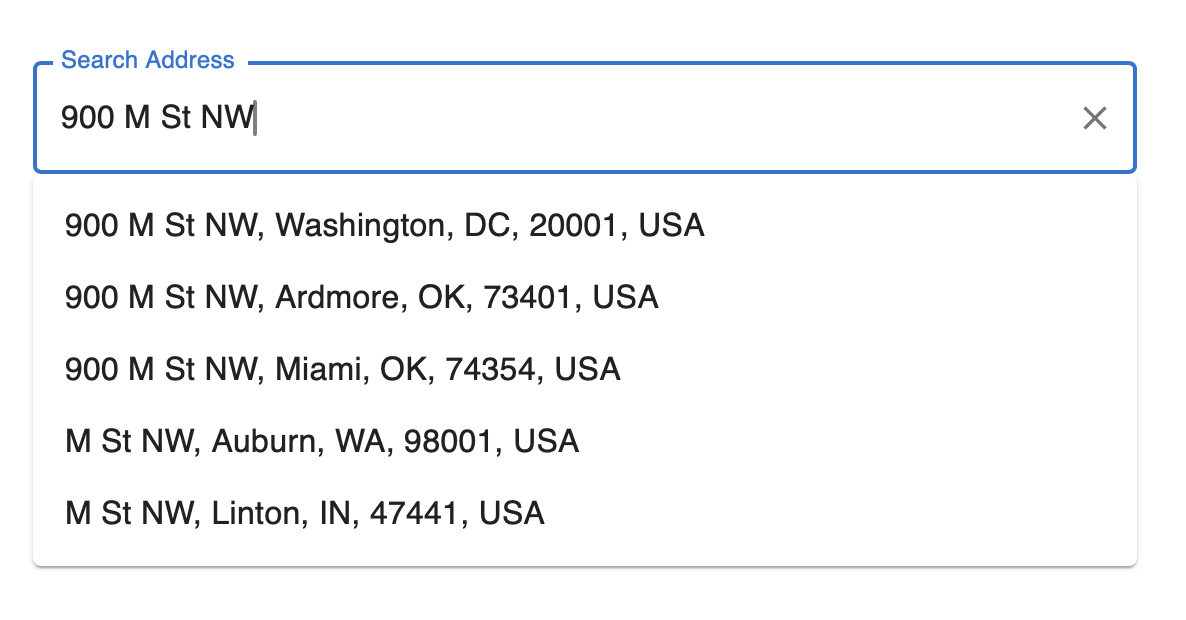 Search Address
900 M St NW
900 M St NW, Washington, DC, 20001, USA
900 M St NW, Ardmore, OK, 73401, USA
900 M St NW, Miami, OK, 74354, USA
M St NW, Auburn, WA, 98001, USA
M St NW, Linton, IN, 47441, USA